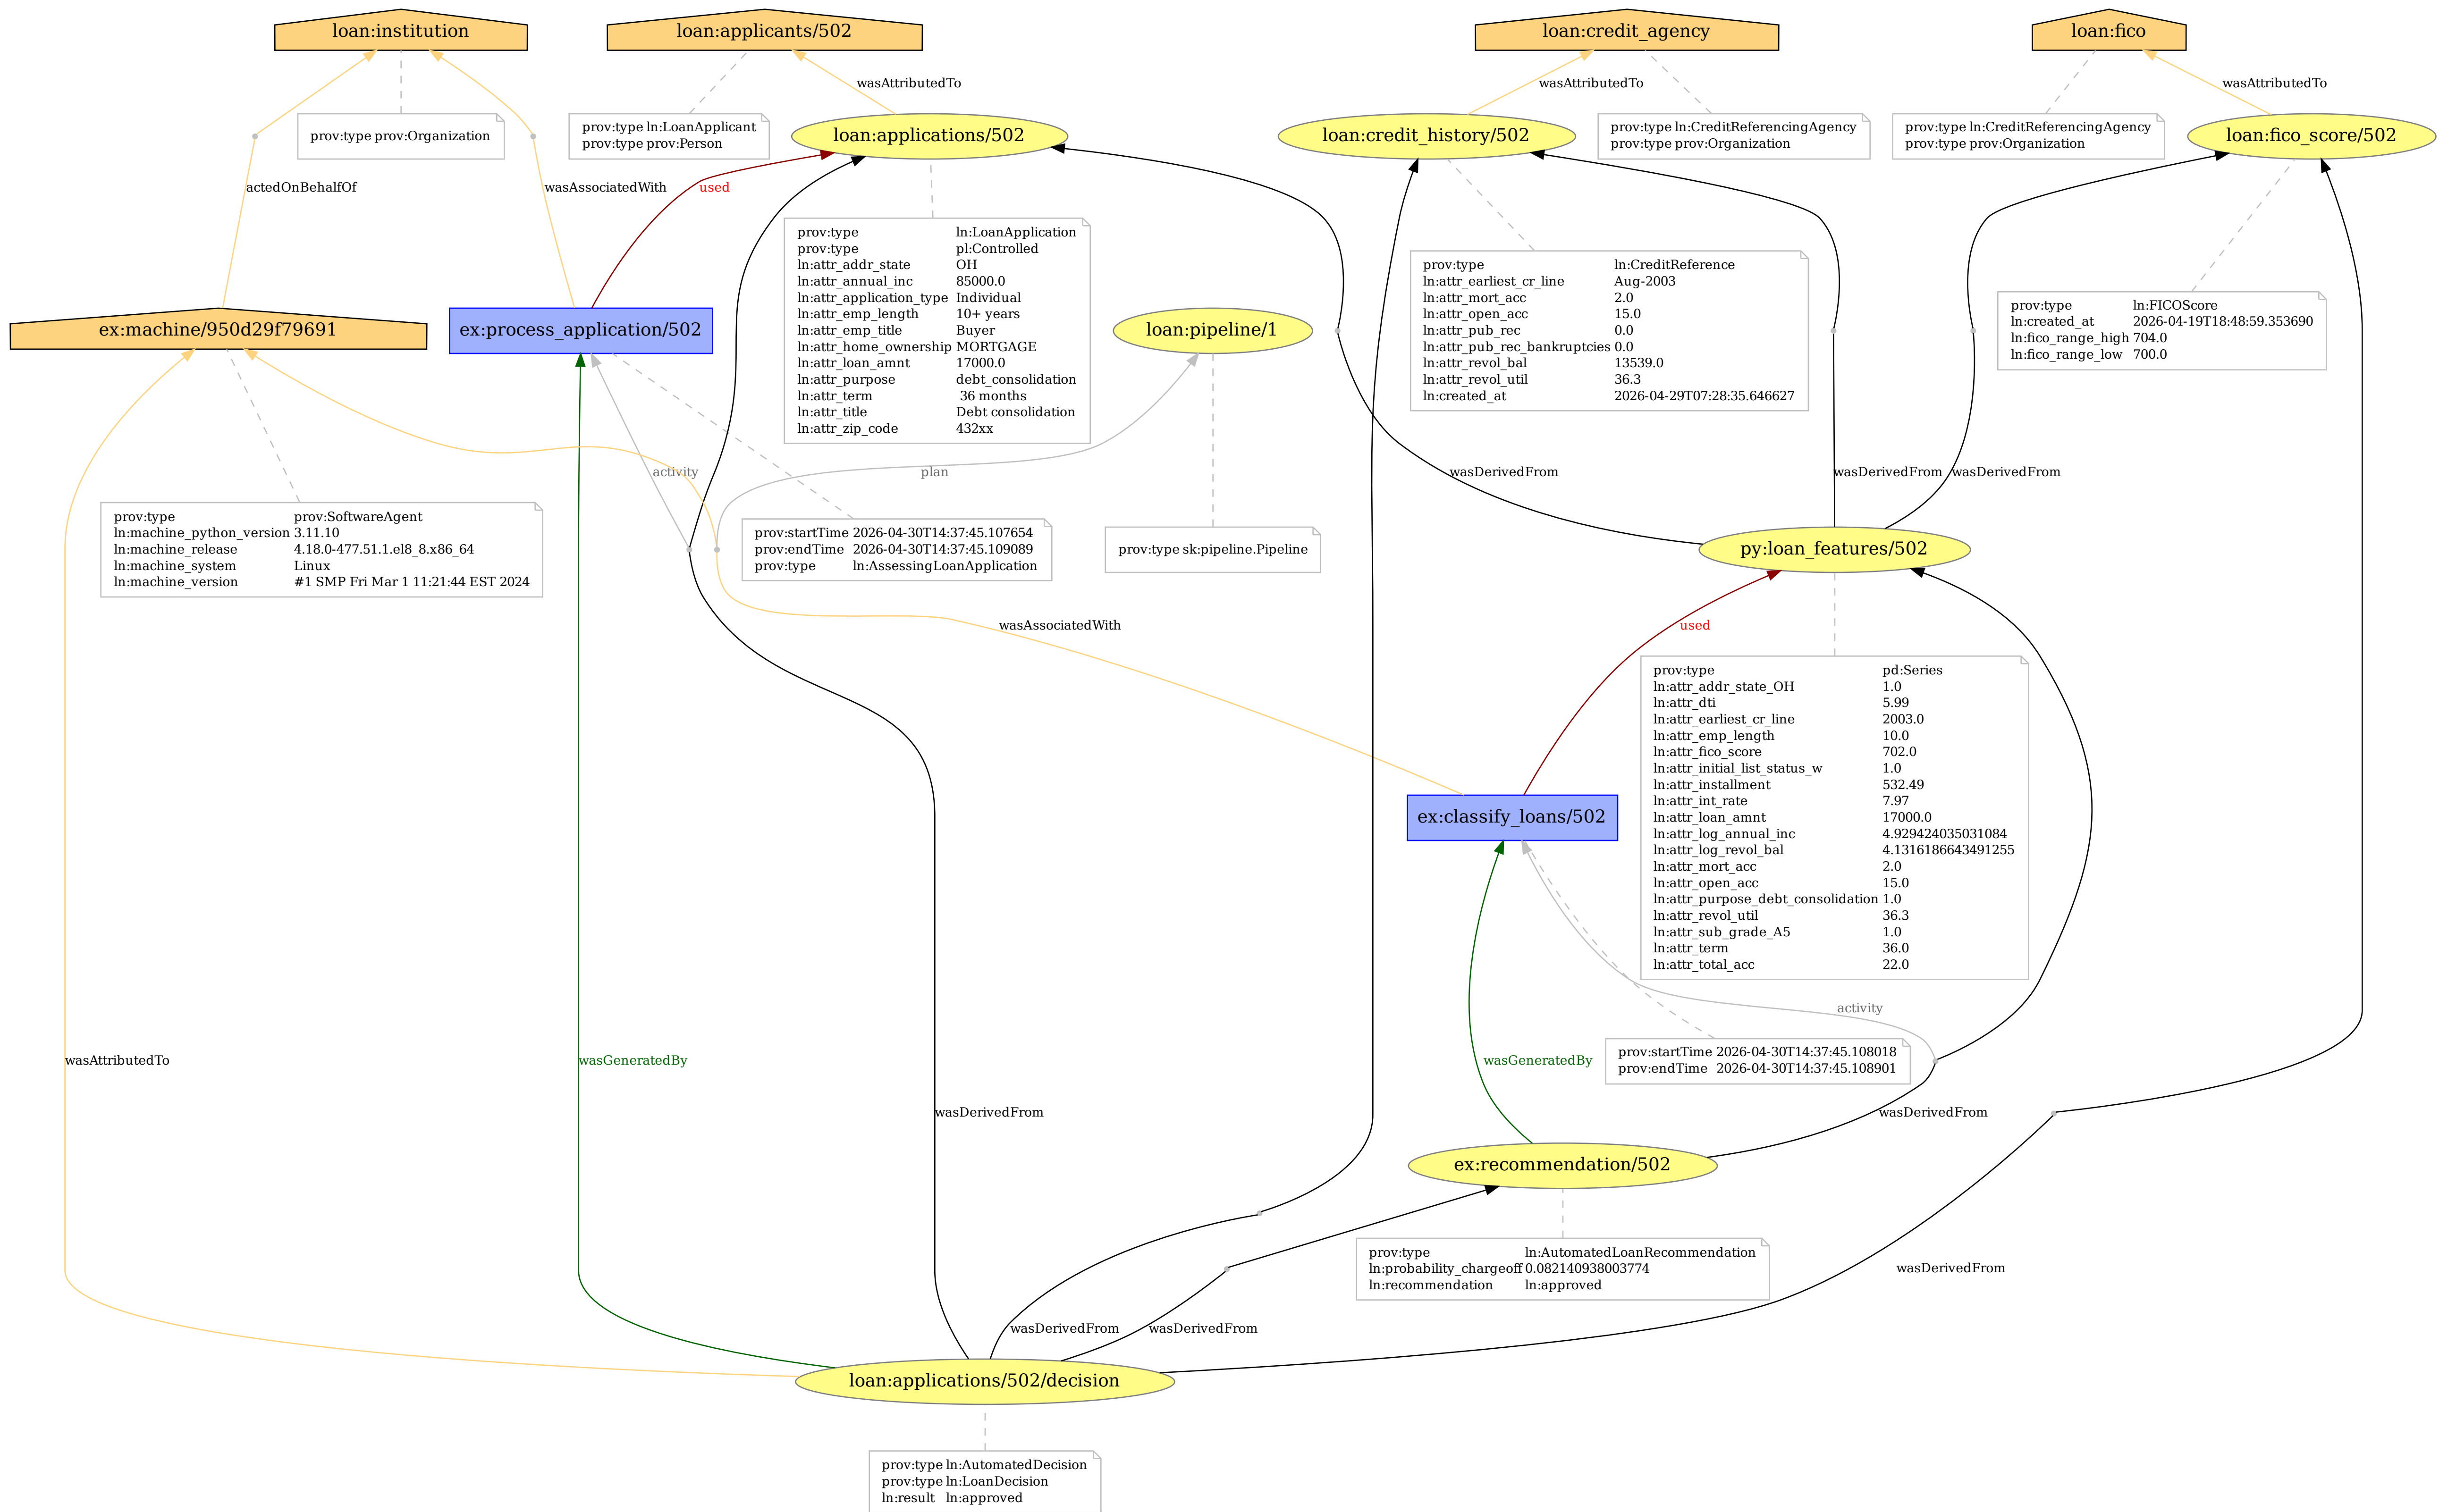 loan:institution
loan:applicants/502
loan:credit_agency
loan:fico
wasAttributedTo
wasAttributedTo
wasAttributedTo
prov:type prov:Organization
prov:type ln:LoanApplicant
prov:type prov:Person
loan:applications/502
loan:credit_history/502
prov:type ln:CreditReferencingAgency
prov:type prov:Organization
prov:type ln:CreditReferencingAgency
prov:type prov:Organization
loan:fico_score/502
actedOnBehalfOf
wasAssociatedWith
used
prov:type ln:LoanApplication
prov:type pl:Controlled
ln:attr_addr_state OH
ln:attr_annual_inc 85000.0
ln:attr_application_type Individual
ln:attr_emp_length 10+ years
ln:attr_emp_title Buyer
ln:attr_home_ownership MORTGAGE
ln:attr_loan_amnt 17000.0
ln:attr_purpose debt_consolidation
ln:attr_term 36 months
ln:attr_title Debt consolidation
ln:attr_zip_code 432xx
prov:type ln:CreditReference
ln:attr_earliest_cr_line Aug-2003
ln:attr_mort_acc 2.0
ln:attr_open_acc 15.0
ln:attr_pub_rec 0.0
ln:attr_pub_rec_bankruptcies 0.0
ln:attr_revol_bal 13539.0
ln:attr_revol_util 36.3
ln:created_at 2026-04-29T07:28:35.646627
prov:type ln:FICOScore
ln:created_at 2026-04-19T18:48:59.353690
ln:fico_range_high 704.0
ln:fico_range_low 700.0
ex:machine/950d29f79691
ex:process_application/502
loan:pipeline/1
activity
plan
wasDerivedFrom
wasDerivedFrom
wasDerivedFrom
prov:type prov:SoftwareAgent
ln:machine_python_version 3.11.10
ln:machine_release 4.18.0-477.51.1.el8_8.x86_64
ln:machine_system Linux
ln:machine_version #1 SMP Fri Mar 1 11:21:44 EST 2024
prov:startTime 2026-04-30T14:37:45.107654
prov:endTime 2026-04-30T14:37:45.109089
prov:type ln:AssessingLoanApplication
prov:type sk:pipeline.Pipeline
py:loan_features/502
wasAssociatedWith
used
prov:type pd:Series
ln:attr_addr_state_OH 1.0
ln:attr_dti 5.99
ln:attr_earliest_cr_line 2003.0
ln:attr_emp_length 10.0
ln:attr_fico_score 702.0
ln:attr_initial_list_status_w 1.0
ln:attr_installment 532.49
ln:attr_int_rate 7.97
ln:attr_loan_amnt 17000.0
ln:attr_log_annual_inc 4.929424035031084
ln:attr_log_revol_bal 4.1316186643491255
ln:attr_mort_acc 2.0
ln:attr_open_acc 15.0
ln:attr_purpose_debt_consolidation 1.0
ln:attr_revol_util 36.3
ln:attr_sub_grade_A5 1.0
ln:attr_term 36.0
ln:attr_total_acc 22.0
ex:classify_loans/502
activity
prov:startTime 2026-04-30T14:37:45.108018
prov:endTime 2026-04-30T14:37:45.108901
wasAttributedTo
wasGeneratedBy
wasGeneratedBy
wasDerivedFrom
wasDerivedFrom
ex:recommendation/502
prov:type ln:AutomatedLoanRecommendation
ln:probability_chargeoff 0.082140938003774
ln:recommendation ln:approved
wasDerivedFrom
wasDerivedFrom
wasDerivedFrom
loan:applications/502/decision
prov:type ln:AutomatedDecision
prov:type ln:LoanDecision
ln:result ln:approved